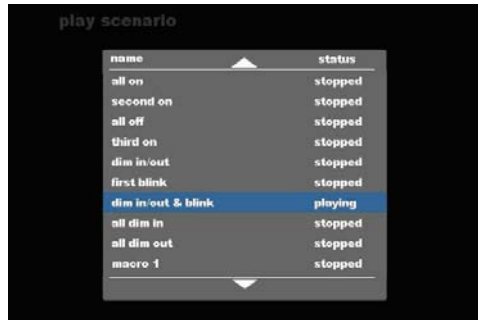 play scenario
name status
all on stopped
second on stopped
all off stopped
third on stopped
dim in/out stopped
first blink stopped
dim in/out & blink playing
all dim in stopped
all dim out stopped
macro 1 stopped